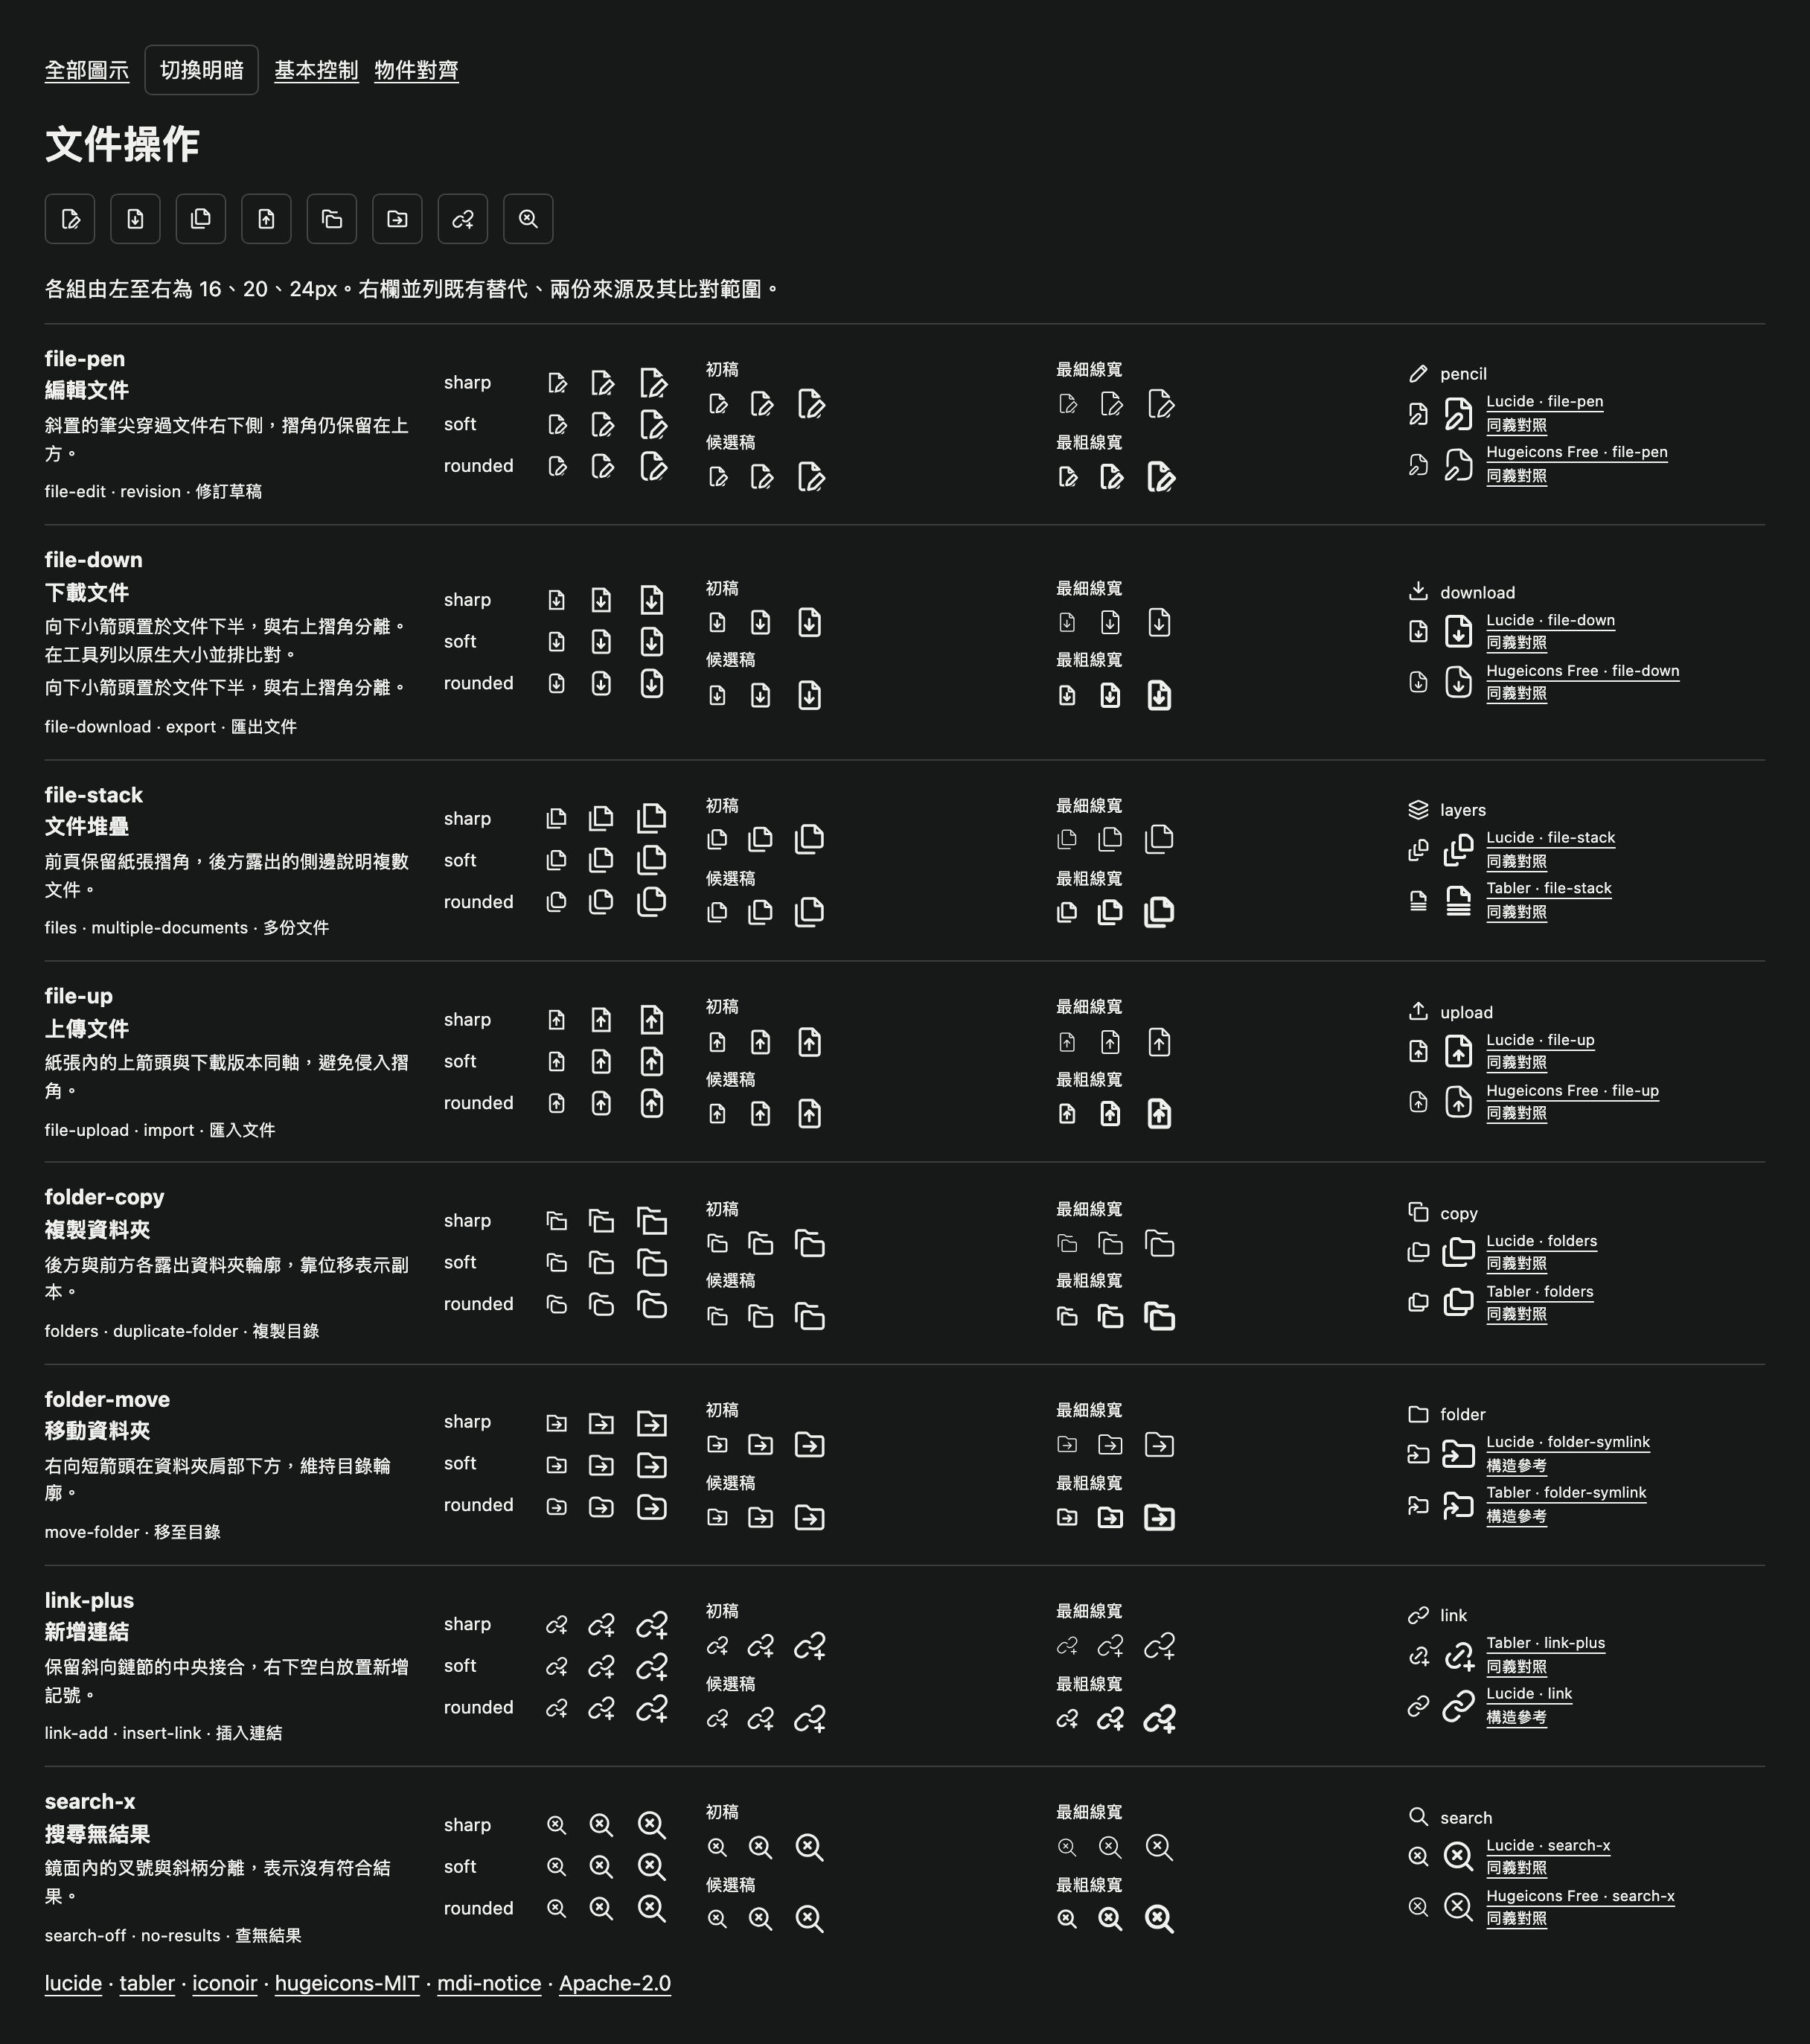 全部圖示 切換明暗 基本控制 物件對齊
文件操作
各組由左至右為 16、20、24px。右欄並列既有替代、兩份來源及其比對範圍。
file-pen
編輯文件
斜置的筆尖穿過文件右下側，摺角仍保留在上
方。
file-edit · revision · 修訂草稿
sharp
soft
rounded
初稿
候選稿
最細線寬
最粗線寬
pencil
Lucide · file-pen
同義對照
Hugeicons Free · file-pen
同義對照
file-down
下載文件
向下小箭頭置於文件下半，與右上摺角分離。
在工具列以原生大小並排比對。
向下小箭頭置於文件下半，與右上摺角分離。
file-download · export · 匯出文件
sharp
soft
rounded
初稿
候選稿
最細線寬
最粗線寬
download
Lucide · file-down
同義對照
Hugeicons Free · file-down
同義對照
file-stack
文件堆疊
前頁保留紙張摺角，後方露出的側邊說明複數
文件。
files · multiple-documents · 多份文件
sharp
soft
rounded
初稿
候選稿
最細線寬
最粗線寬
layers
Lucide · file-stack
同義對照
Tabler · file-stack
同義對照
file-up
上傳文件
紙張內的上箭頭與下載版本同軸，避免侵入摺
角。
file-upload · import · 匯入文件
sharp
soft
rounded
初稿
候選稿
最細線寬
最粗線寬
upload
Lucide · file-up
同義對照
Hugeicons Free · file-up
同義對照
folder-copy
複製資料夾
後方與前方各露出資料夾輪廓，靠位移表示副
本。
folders · duplicate-folder · 複製目錄
sharp
soft
rounded
初稿
候選稿
最細線寬
最粗線寬
copy
Lucide · folders
同義對照
Tabler · folders
同義對照
folder-move
移動資料夾
右向短箭頭在資料夾肩部下方，維持目錄輪
廓。
move-folder · 移至目錄
sharp
soft
rounded
初稿
候選稿
最細線寬
最粗線寬
folder
Lucide · folder-symlink
構造參考
Tabler · folder-symlink
構造參考
link-plus
新增連結
保留斜向鏈節的中央接合，右下空白放置新增
記號。
link-add · insert-link · 插入連結
sharp
soft
rounded
初稿
候選稿
最細線寬
最粗線寬
link
Tabler · link-plus
同義對照
Lucide · link
構造參考
search-x
搜尋無結果
鏡面內的叉號與斜柄分離，表示沒有符合結
果。
search-off · no-results · 查無結果
sharp
soft
rounded
初稿
候選稿
最細線寬
最粗線寬
search
Lucide · search-x
同義對照
Hugeicons Free · search-x
同義對照
lucide · tabler · iconoir · hugeicons-MIT · mdi-notice · Apache-2.0